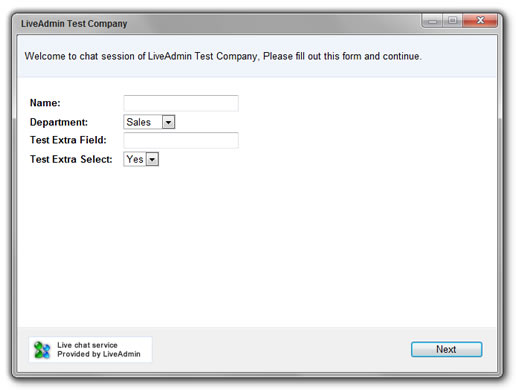 LiveAdmin Test Company
Welcome to chat session of LiveAdmin Test Company, Please fill out this form and continue.
Name:
Department: Sales
Test Extra Field:
Test Extra Select: Yes
Live chat service
Provided by LiveAdmin
Next